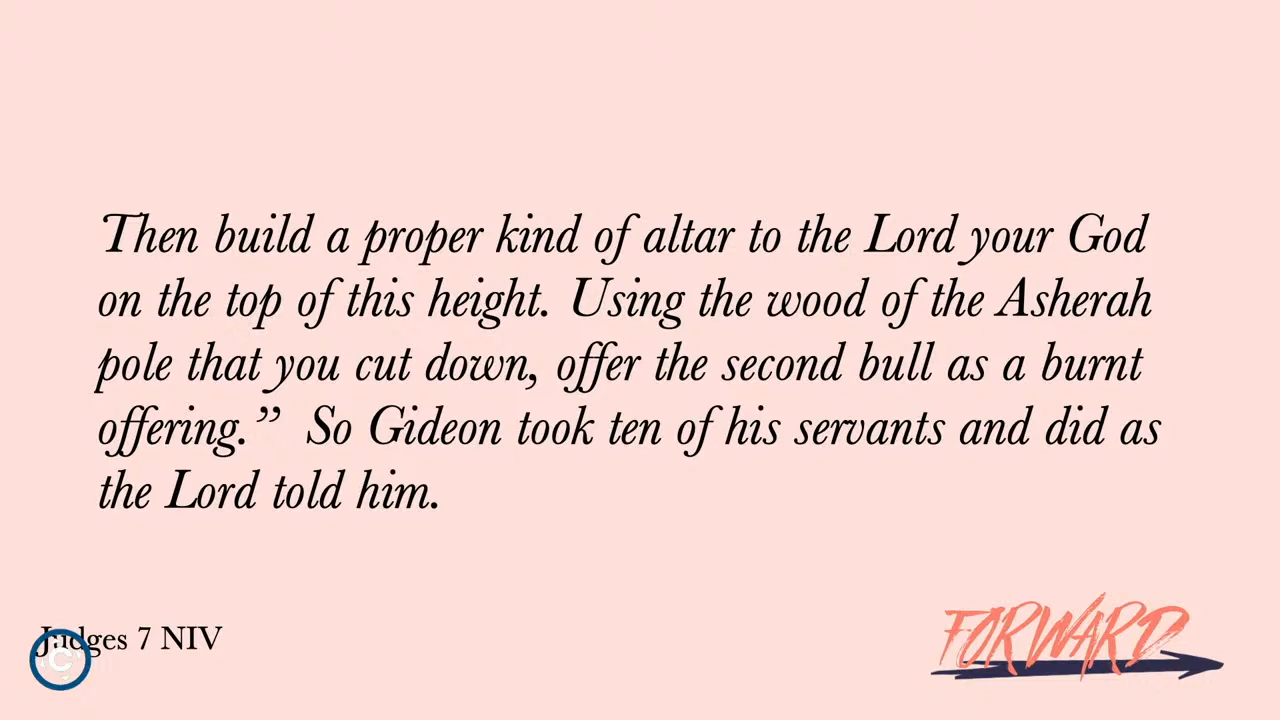 Then build a proper kind of altar to the Lord your God
on the top of this height. Using the wood of the Asherah
pole that you cut down, offer the second bull as a burnt
offering.”  So Gideon took ten of his servants and did as
the Lord told him.
Judges 7 NIV
C
FORWARD